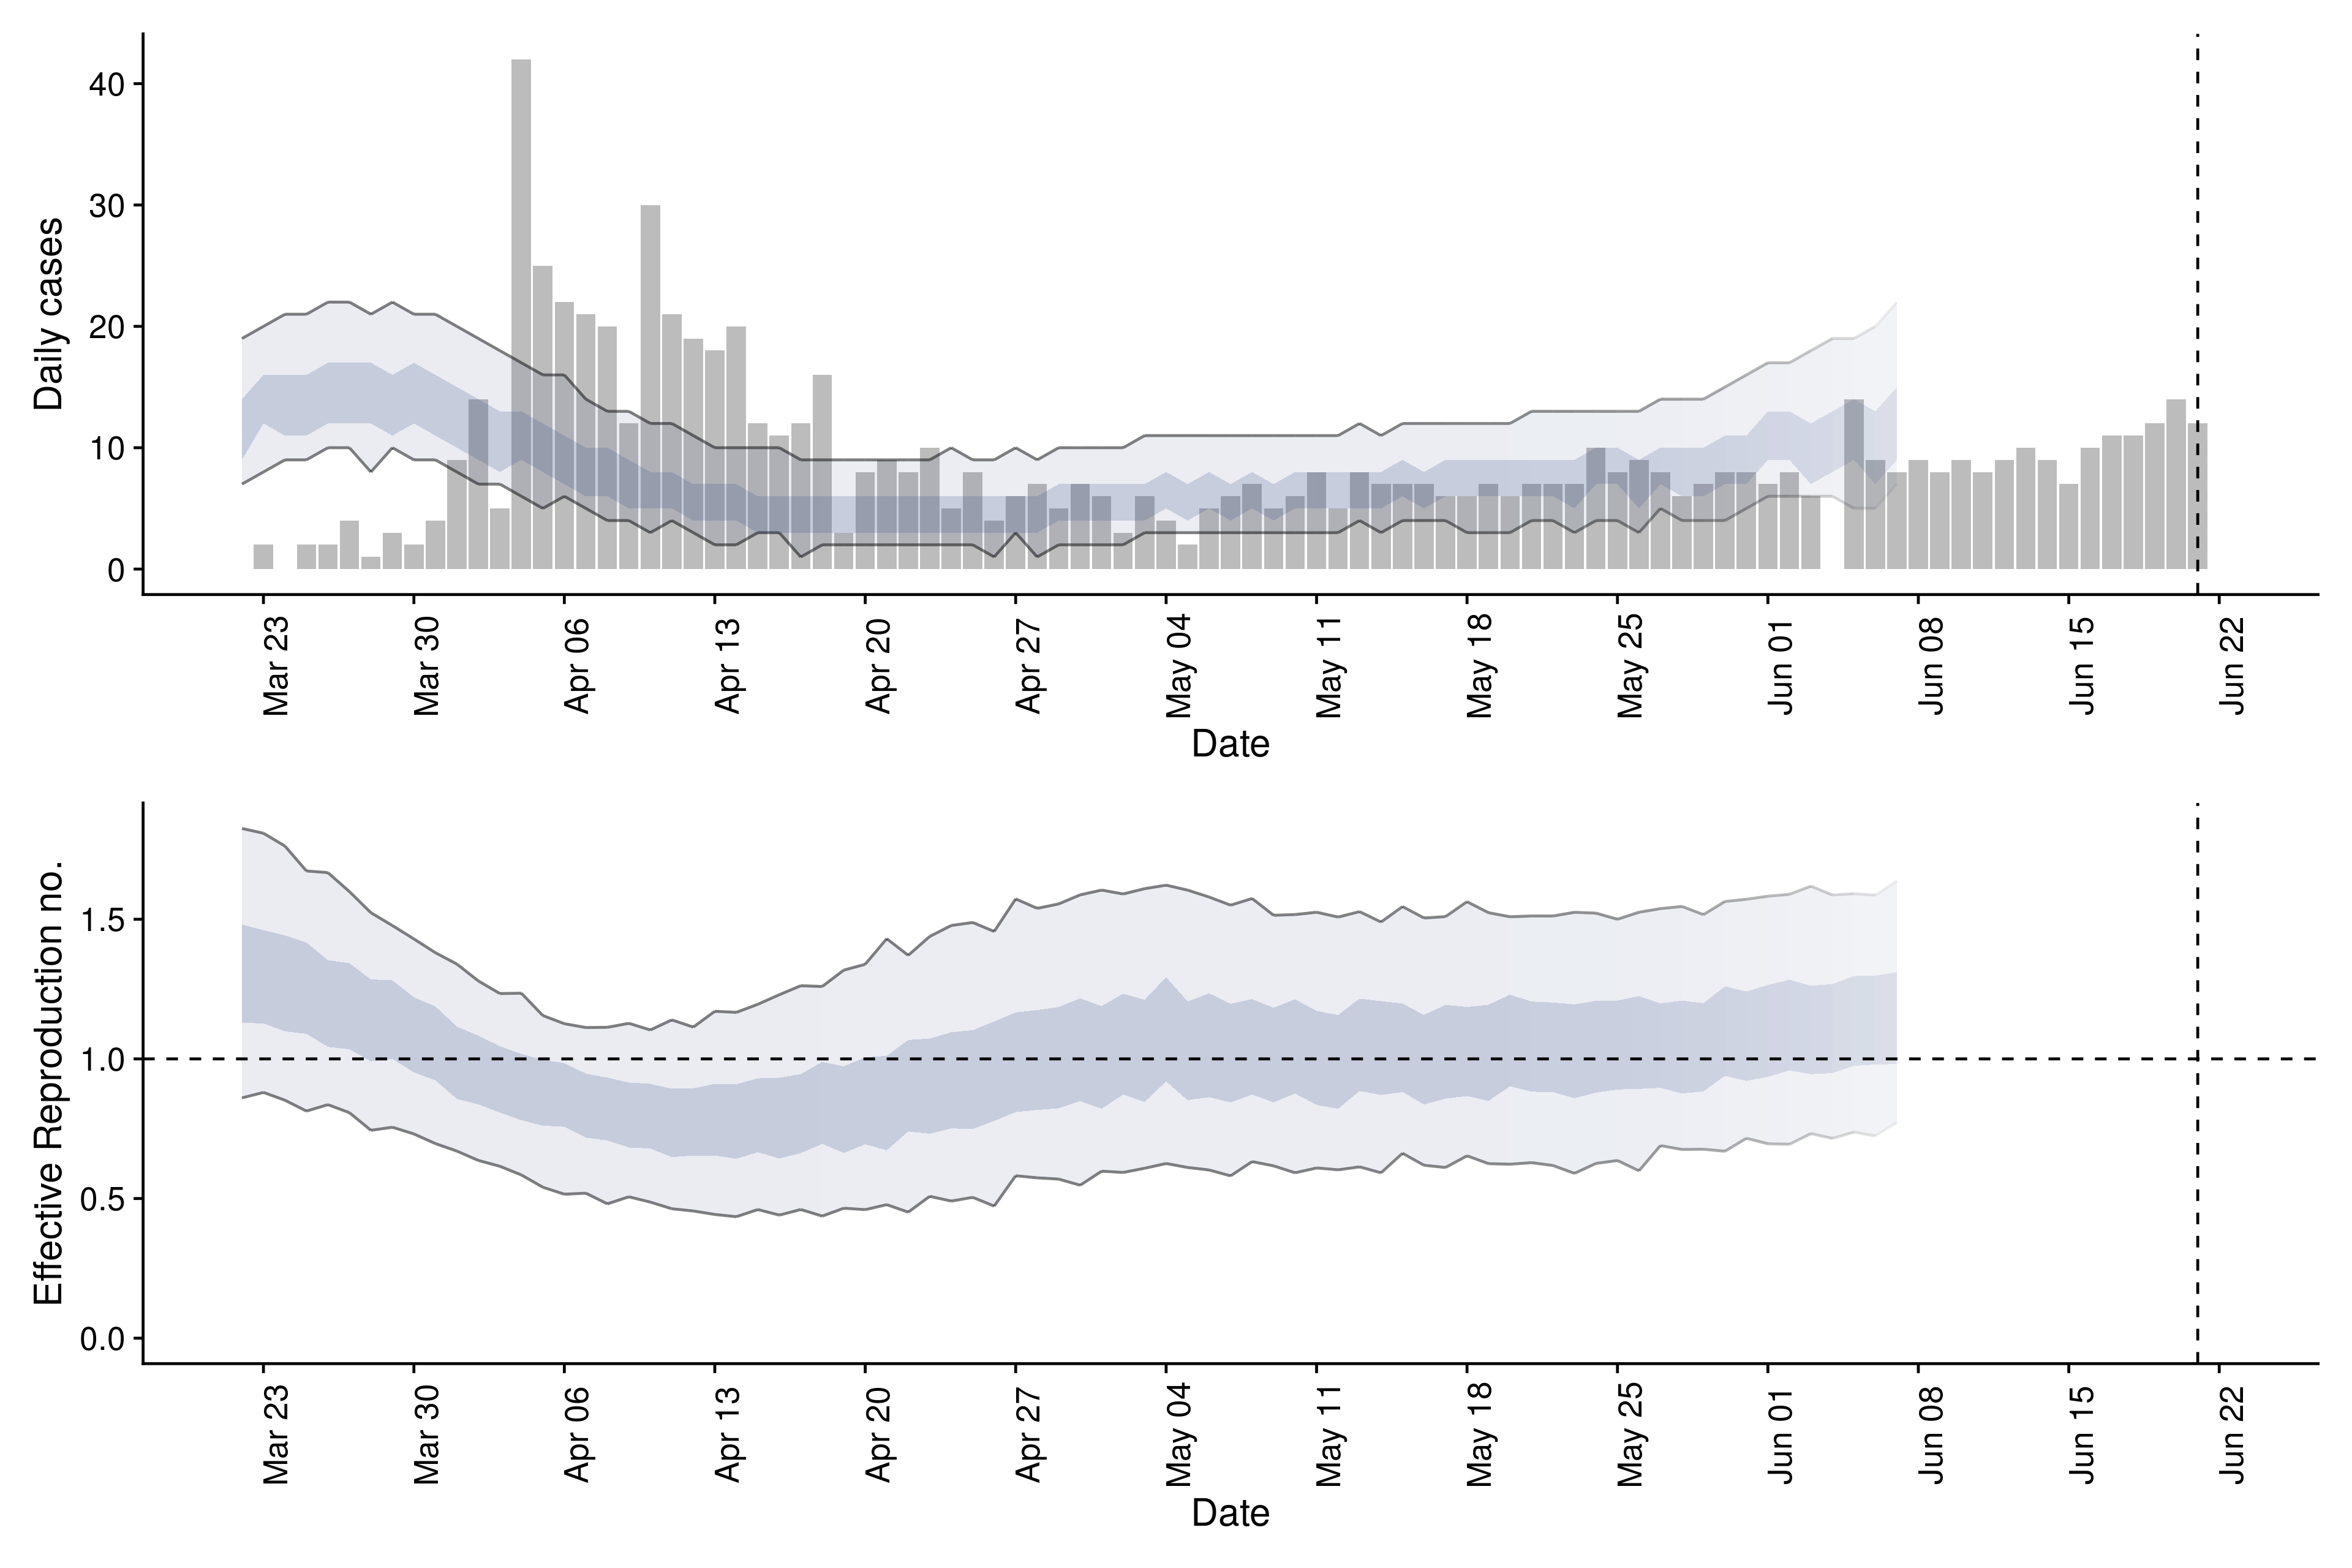 Daily cases
40
30
20
10
0
Mar 23
Mar 30
Apr 06
Apr 13
Apr 20
Apr 27
May 04
May 11
May 18
May 25
Jun 01
Jun 08
Jun 15
Jun 22
Date
Effective Reproduction no.
1.5
1.0
0.5
0.0
Mar 23
Mar 30
Apr 06
Apr 13
Apr 20
Apr 27
May 04
May 11
May 18
May 25
Jun 01
Jun 08
Jun 15
Jun 22
Date